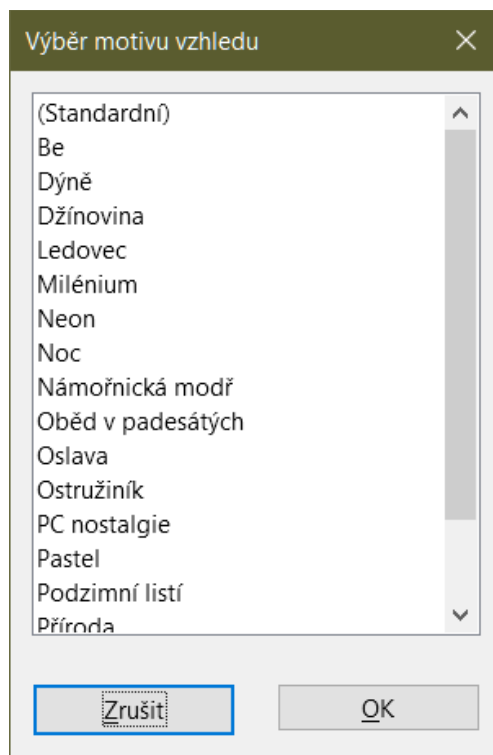 Výběr motivu vzhledu
(Standardní)
Be
Dýně
Džínovina
Ledovec
Milénium
Neon
Noc
Námořnická modř
Oběd v padesátých
Oslava
Ostružiník
PC nostalgie
Pastel
Podzimní listí
Příroda
Zrušit OK